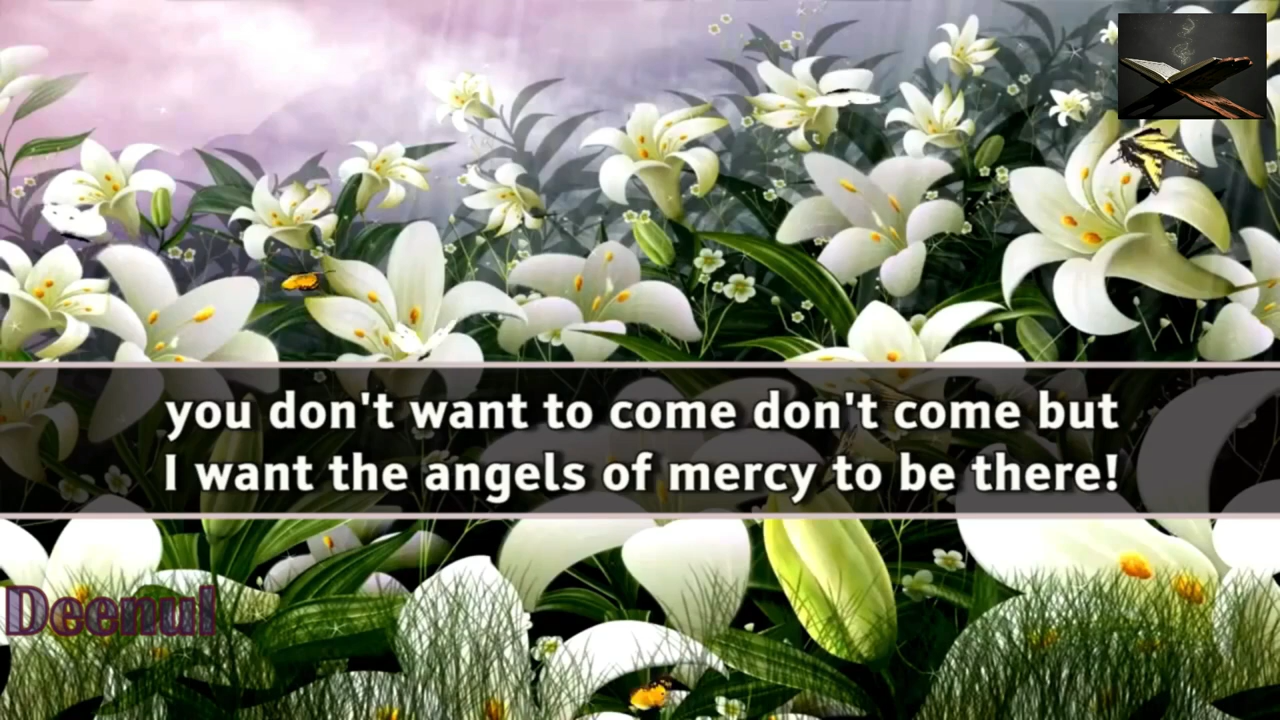 you don't want to come don't come but
I want the angels of mercy to be there!
Deenul